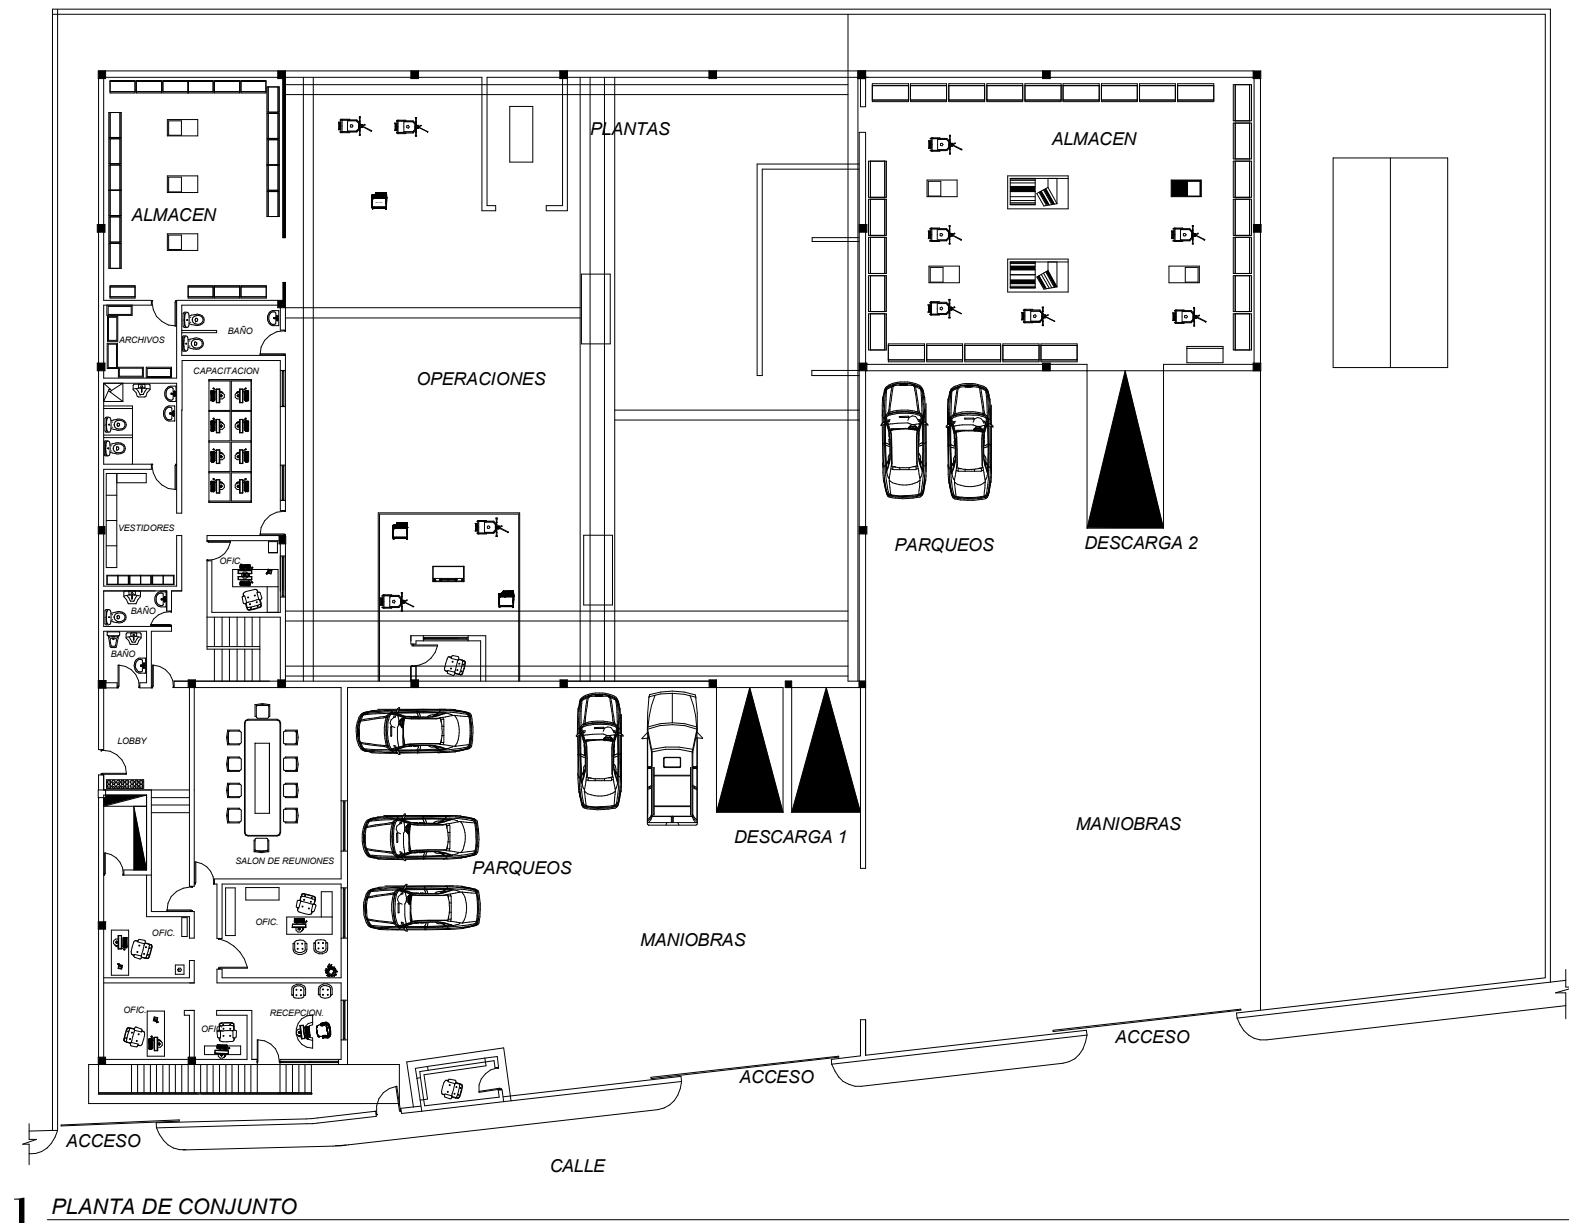 PLANTAS
ALMACEN
ALMACEN
ARCHIVOS
BAÑO
CAPACITACION
OPERACIONES
VESTIDORES
OFIC.
PARQUEOS
DESCARGA 2
BAÑO
BAÑO
LOBBY
SALON DE REUNIONES
DESCARGA 1
MANIOBRAS
PARQUEOS
OFIC.
OFIC.
MANIOBRAS
OFIC.
OFIC.
RECEPCION.
ACCESO
ACCESO
ACCESO
CALLE
1 PLANTA DE CONJUNTO